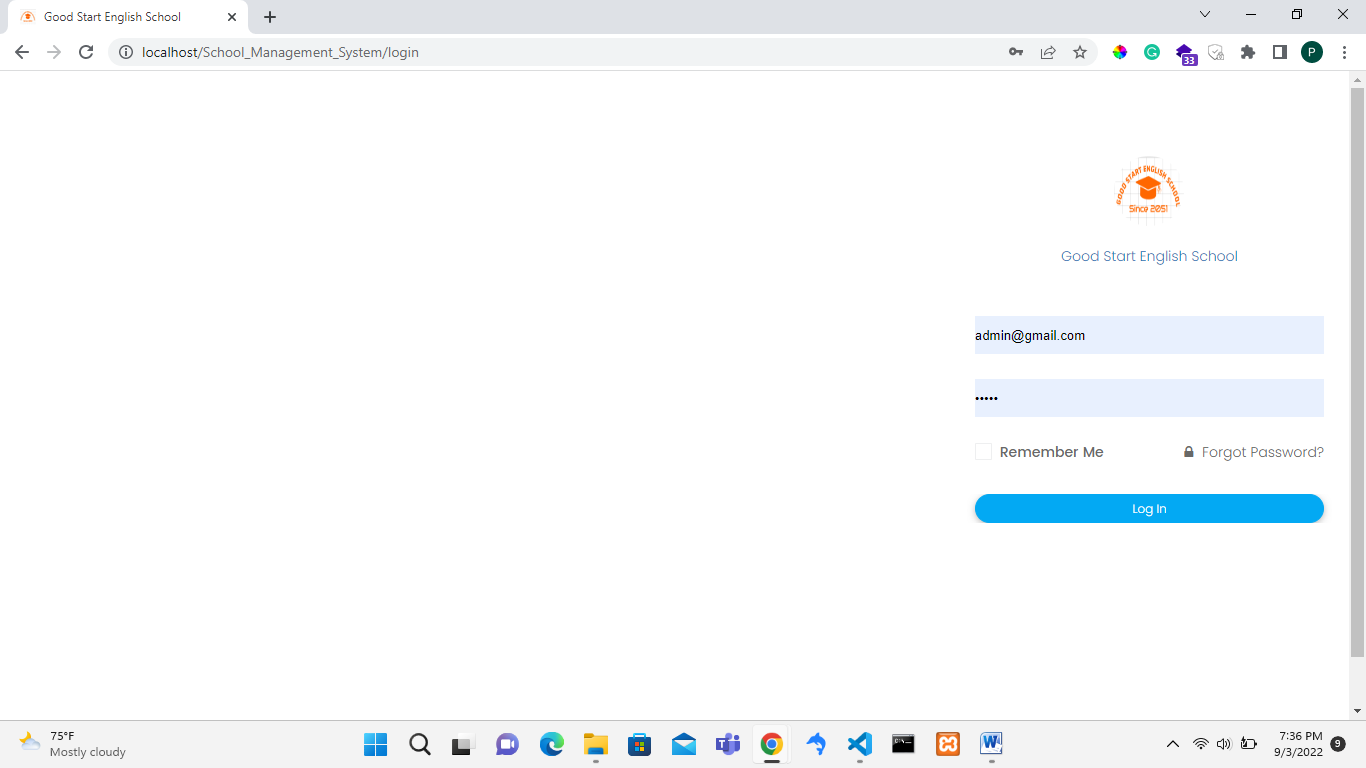 Good Start English School
localhost/School_Management_System/login
33
P
GOOD START ENGLISH SCHOOL
Since 2051
Good Start English School
admin@gmail.com
•••••
Remember Me
Forgot Password?
Log In
75°F
Mostly cloudy
7:36 PM
9/3/2022
9